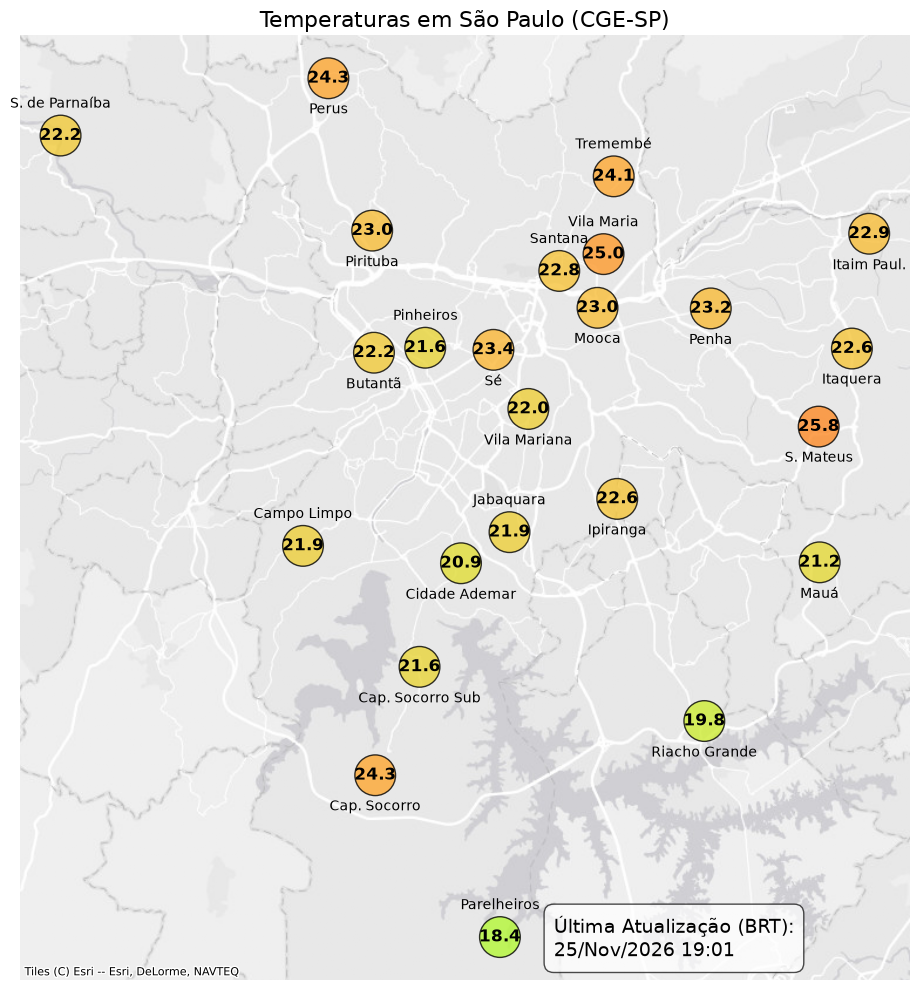 Temperaturas em São Paulo (CGE-SP)
24.3
Perus
S. de Parnaíba
22.2
Tremembé
24.1
Vila Maria
25.0
23.0
Pirituba
Santana
22.8
22.9
Itaim Paul.
23.0
Mooca
23.2
Penha
Pinheiros
21.6
22.2
Butantã
23.4
Sé
22.6
Itaquera
22.0
Vila Mariana
25.8
S. Mateus
22.6
Ipiranga
Jabaquara
21.9
Campo Limpo
21.9
20.9
Cidade Ademar
21.2
Mauá
21.6
Cap. Socorro Sub
19.8
Riacho Grande
24.3
Cap. Socorro
Parelheiros
18.4
Última Atualização (BRT):
25/Nov/2026 19:01
Tiles (C) Esri -- Esri, DeLorme, NAVTEQ